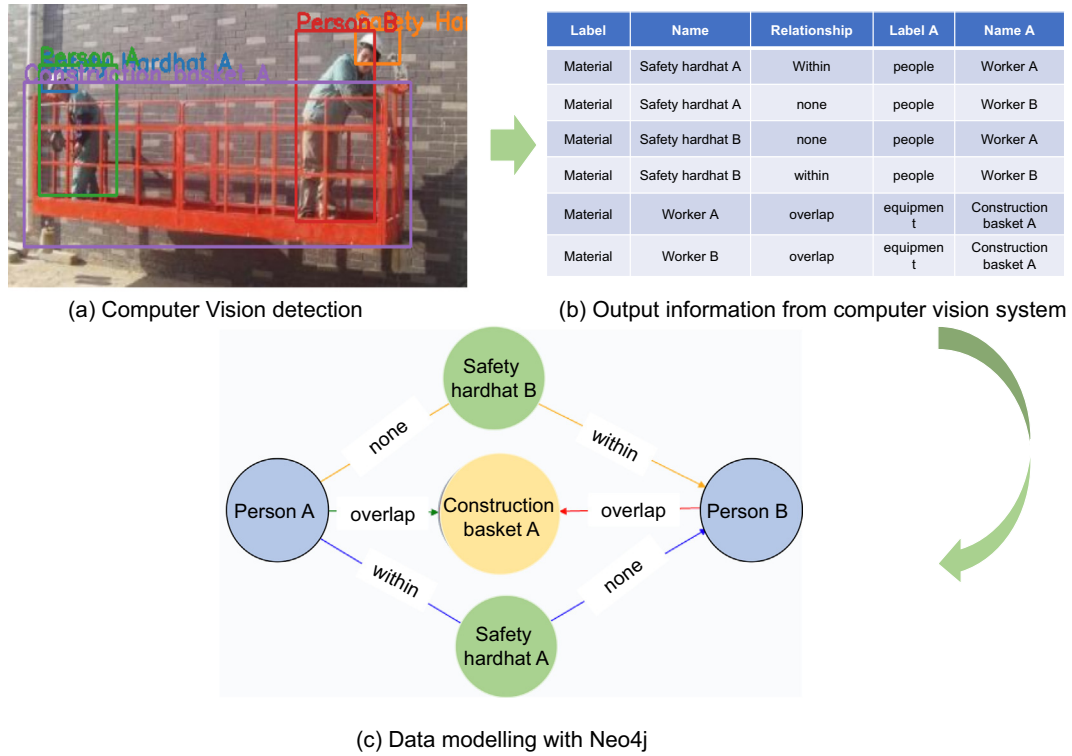 Person B
Safety Har
Person A
Safety Hardhat A
Construction basket A
(a) Computer Vision detection
Label Name Relationship Label A Name A
Material Safety hardhat A Within people Worker A
Material Safety hardhat A none people Worker B
Material Safety hardhat B none people Worker A
Material Safety hardhat B within people Worker B
Material Worker A overlap equipmen
t Construction
basket A
Material Worker B overlap equipmen
t Construction
basket A
(b) Output information from computer vision system
Safety
hardhat B
none
within
Person A
overlap
Construction
basket A
overlap
Person B
within
none
Safety
hardhat A
(c) Data modelling with Neo4j